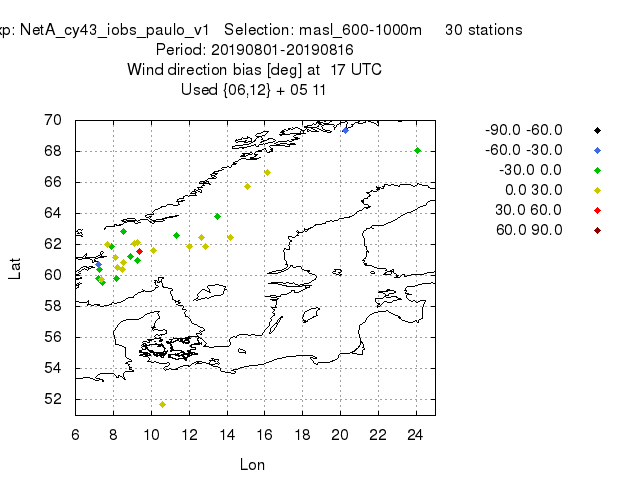 xp: NetA_cy43_iobs_paulo_v1 Selection: masl_600-1000m 30 stations
Period: 20190801-20190816
Wind direction bias [deg] at 17 UTC
Used {06,12} + 05 11
-90.0 -60.0
-60.0 -30.0
-30.0 0.0
0.0 30.0
30.0 60.0
60.0 90.0
70
68
66
64
62
60
58
56
54
52
Lat
6 8 10 12 14 16 18 20 22 24
Lon